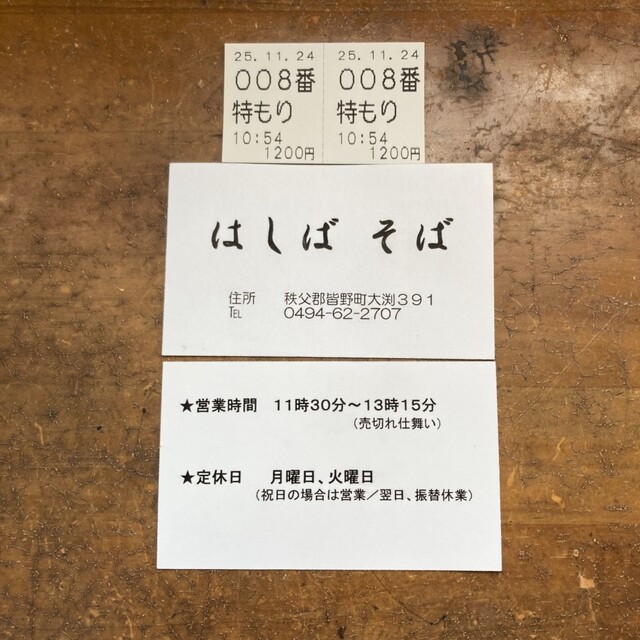 25.11.24
008番
特もり
10:54
1200円
25.11.24
008番
特もり
10:54
1200円
はしば そば
住所 秩父郡皆野町大渕391
℡ 0494-62-2707
★営業時間 11時30分～13時15分
(売切れ仕舞い)
★定休日 月曜日、火曜日
(祝日の場合は営業／翌日、振替休業)